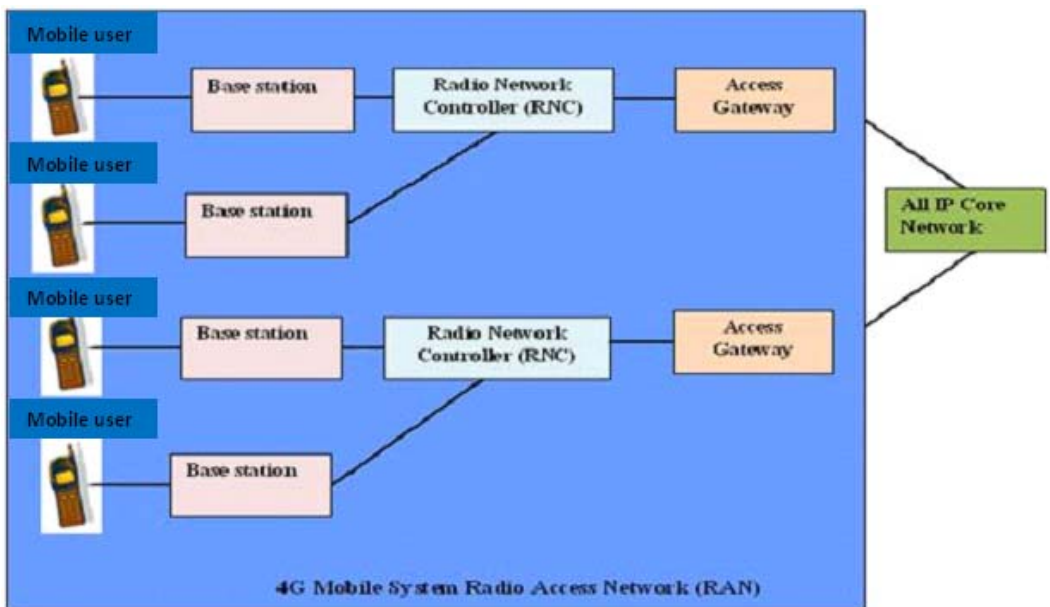 Mobile user
Base station
Radio Network
Controller (RNC)
Access
Gateway
Mobile user
Base station
All IP Core
Network
Mobile user
Base station
Radio Network
Controller (RNC)
Access
Gateway
Mobile user
Base station
4G Mobile System Radio Access Network (RAN)